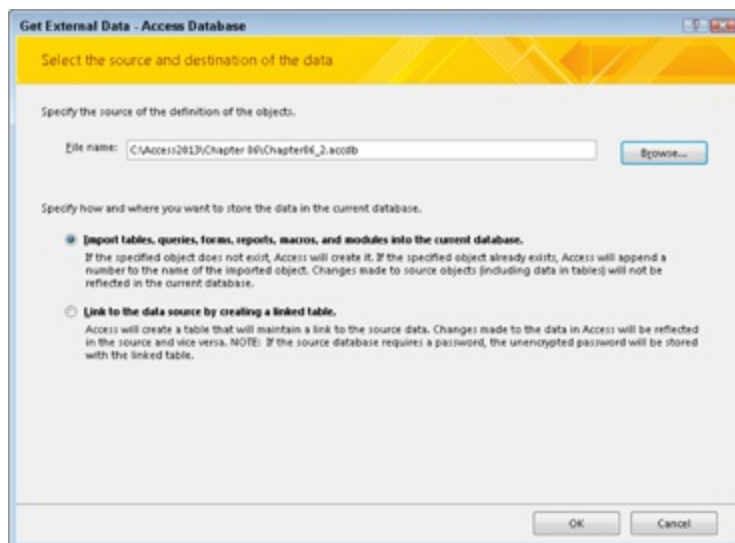 Get External Data - Access Database
Select the source and destination of the data
Specify the source of the definition of the objects.
File name: C:\Access2013\Chapter 06\Chapter06_2.accdb
Browse...
Specify how and where you want to store the data in the current database.
Import tables, queries, forms, reports, macros, and modules into the current database.
If the specified object does not exist, Access will create it. If the specified object already exists, Access will append a
number to the name of the imported object. Changes made to source objects (including data in tables) will not be
reflected in the current database.
Link to the data source by creating a linked table.
Access will create a table that will maintain a link to the source data. Changes made to the data in Access will be reflected
in the source and vice versa. NOTE: If the source database requires a password, the unencrypted password will be stored
with the linked table.
OK Cancel